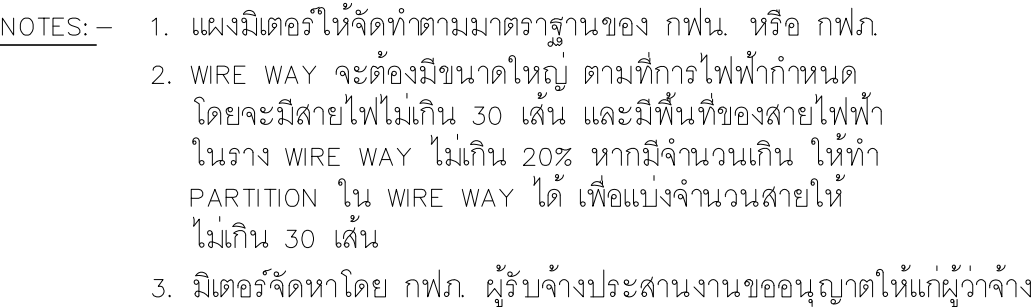 NOTES:– 1. แผงมิเตอร์ให้จัดทำตามมาตราฐานของ กฟน. หรือ กฟภ.
2. WIRE WAY จะต้องมีขนาดใหญ่ ตามที่การไฟฟ้ากำหนด
โดยจะมีสายไฟไม่เกิน 30 เส้น และมีพื้นที่ของสายไฟฟ้า
ในราง WIRE WAY ไม่เกิน 20% หากมีจำนวนเกิน ให้ทำ
PARTITION ใน WIRE WAY ได้ เพื่อแบ่งจำนวนสายให้
ไม่เกิน 30 เส้น
3. มิเตอร์จัดหาโดย กฟภ. ผู้รับจ้างประสานงานขออนุญาตให้แก่ผู้ว่าจ้าง